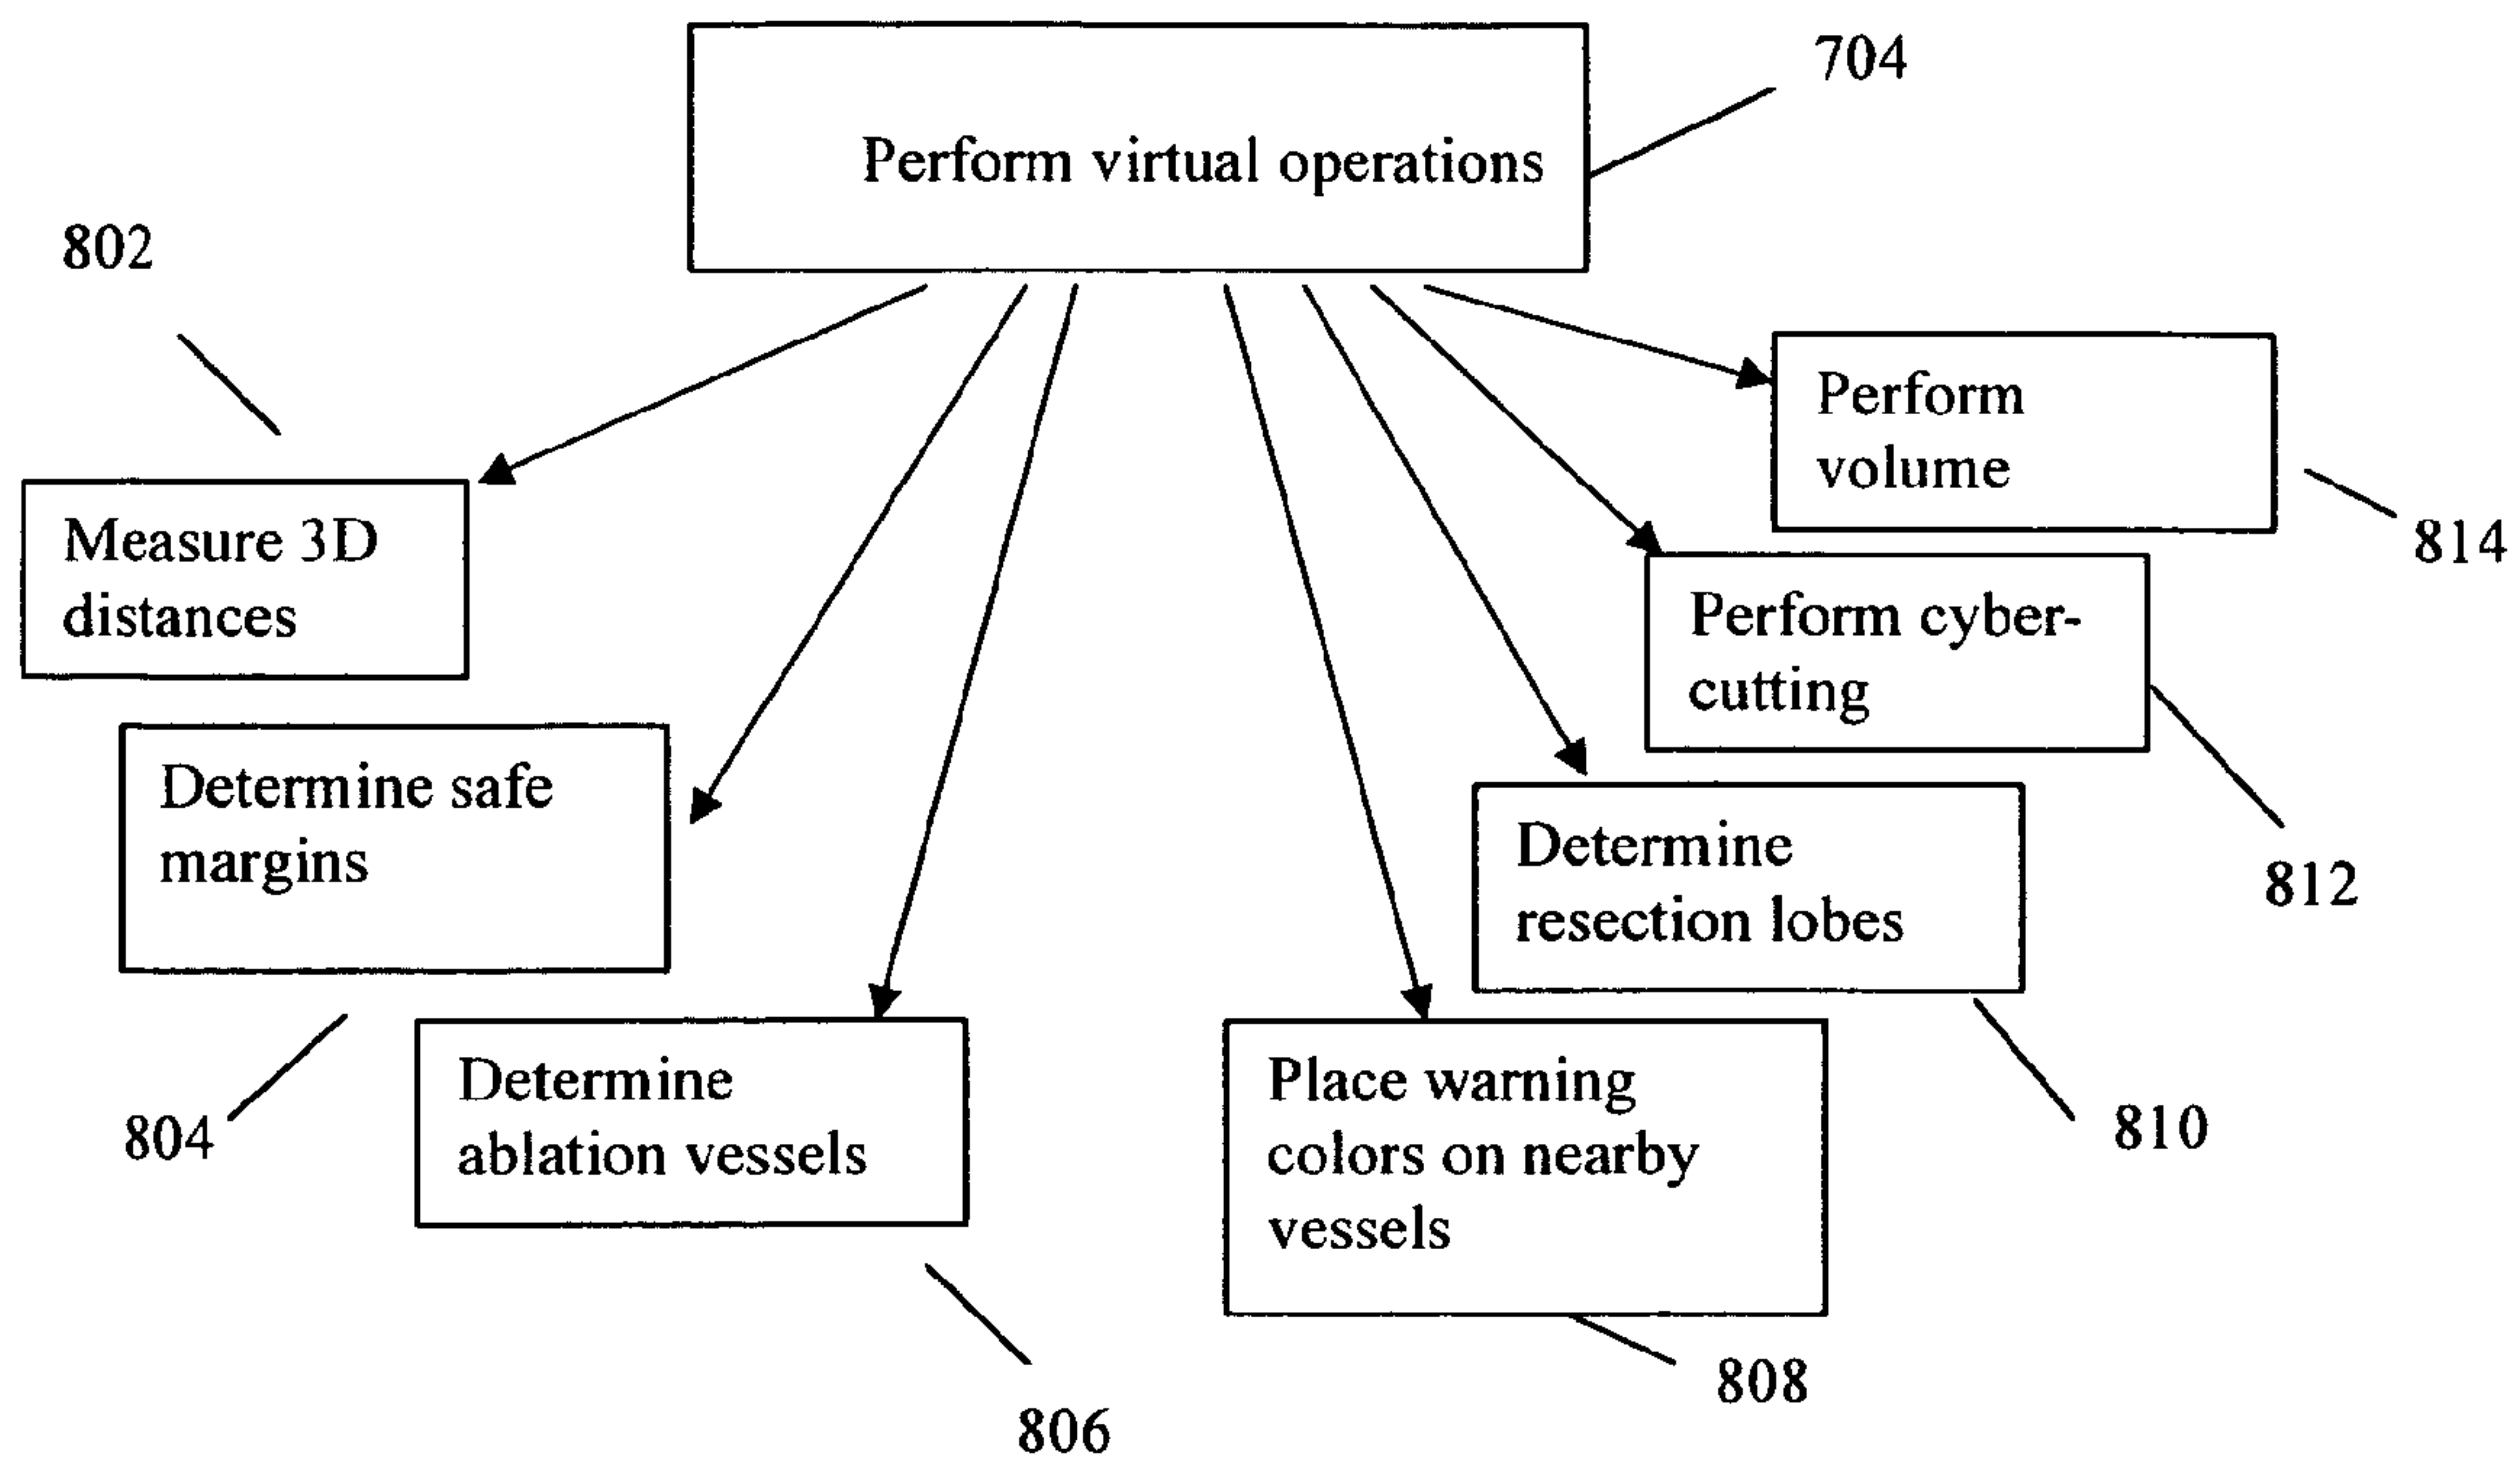 704
Perform virtual operations
802
Measure 3D
distances
Perform
volume
814
Perform cyber-
cutting
812
Determine safe
margins
804
Determine
resection lobes
810
Determine
ablation vessels
806
Place warning
colors on nearby
vessels
808